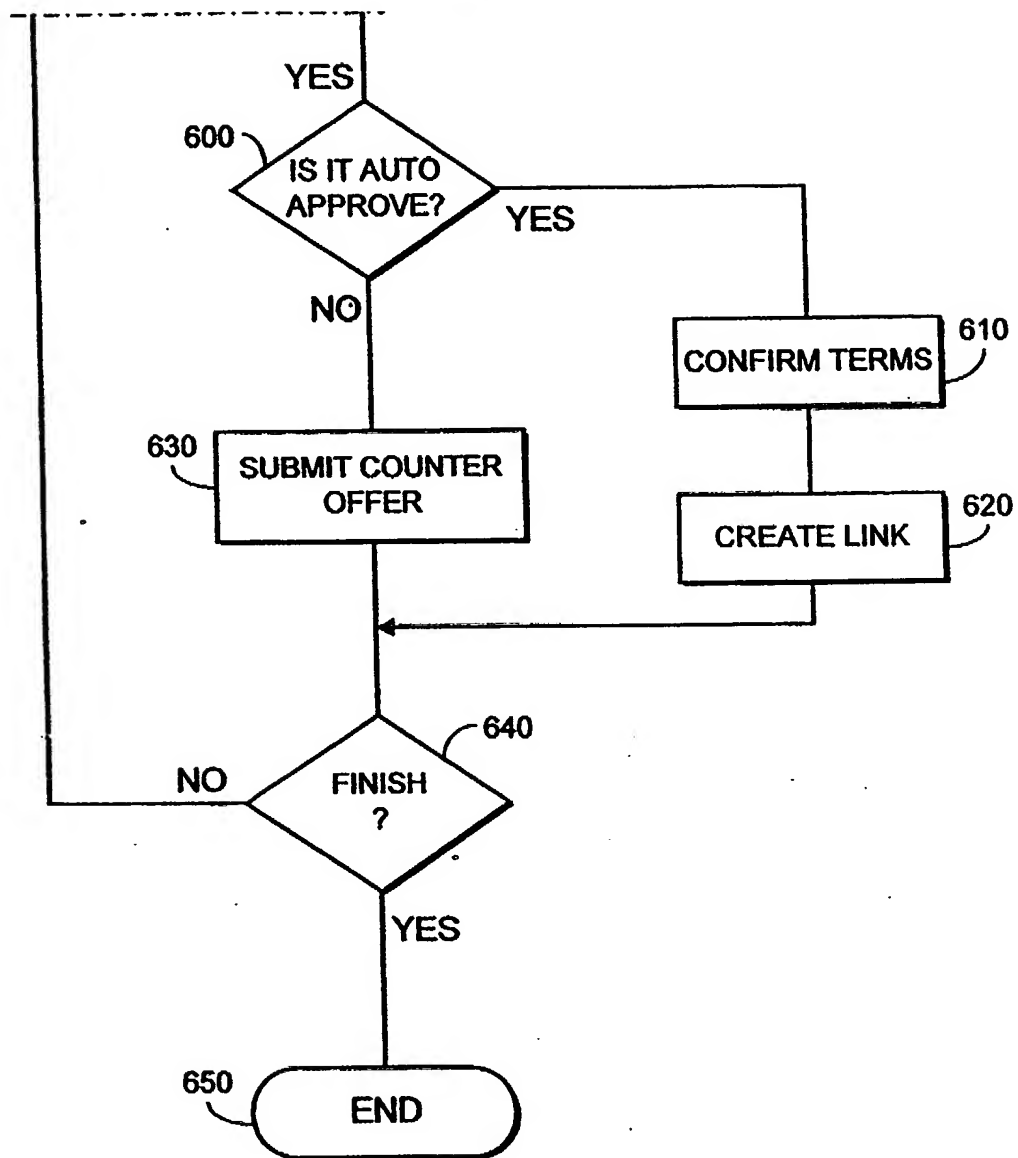 YES
600
IS IT AUTO
APPROVE?
YES
NO
610
CONFIRM TERMS
630
SUBMIT COUNTER
OFFER
620
CREATE LINK
640
NO
FINISH
?
YES
650
END